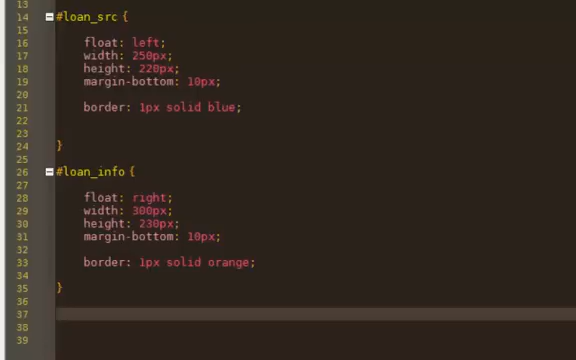 13
14 #loan_src {
15
16 float: left;
17 width: 250px;
18 height: 220px;
19 margin-bottom: 10px;
20
21 border: 1px solid blue;
22
23
24 }
25
26 #loan_info {
27
28 float: right;
29 width: 300px;
30 height: 230px;
31 margin-bottom: 10px;
32
33 border: 1px solid orange;
34
35 }
36
37
38
39